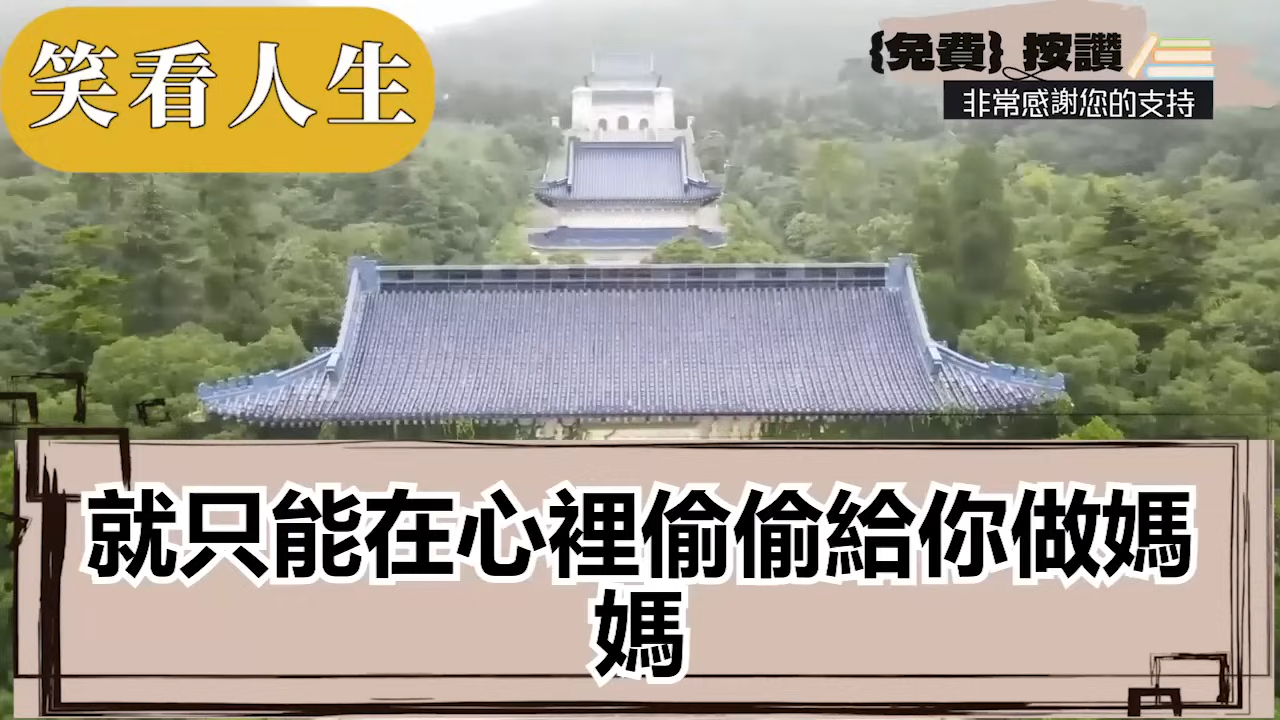 笑看人生
{免費} 按讚
非常感謝您的支持
就只能在心裡偷偷給你做媽
媽